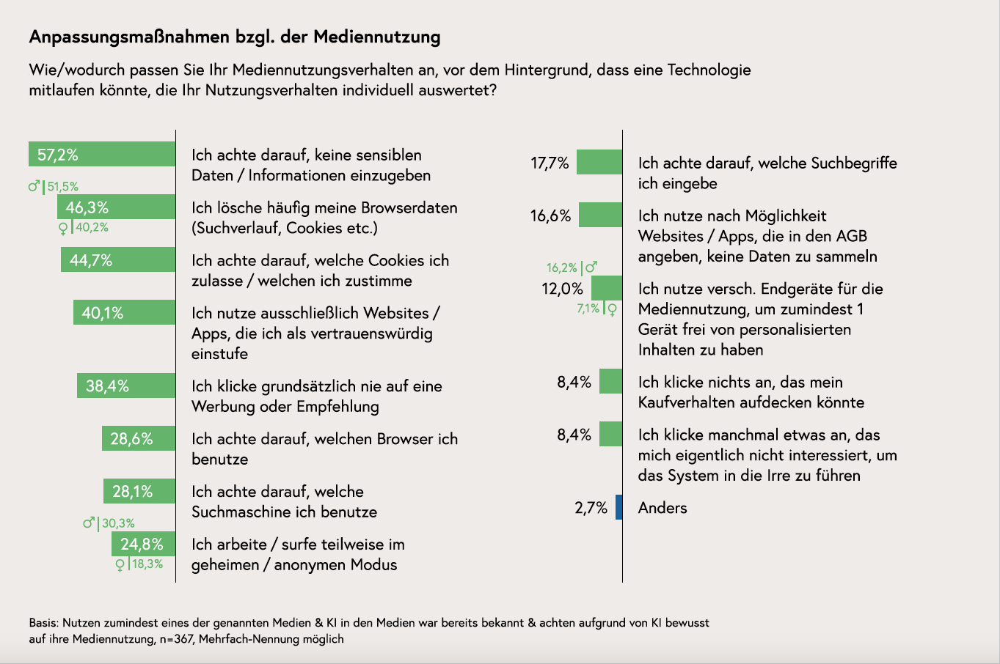 Anpassungsmaßnahmen bzgl. der Mediennutzung
Wie/wodurch passen Sie Ihr Mediennutzungsverhalten an, vor dem Hintergrund, dass eine Technologie
mitlaufen könnte, die Ihr Nutzungsverhalten individuell auswertet?
57,2%
Ich achte darauf, keine sensiblen
Daten / Informationen einzugeben
♂ 51,5%
46,3%
♀ 40,2%
Ich lösche häufig meine Browserdaten
(Suchverlauf, Cookies etc.)
44,7%
Ich achte darauf, welche Cookies ich
zulasse / welchen ich zustimme
40,1%
Ich nutze ausschließlich Websites /
Apps, die ich als vertrauenswürdig
einstufe
38,4%
Ich klicke grundsätzlich nie auf eine
Werbung oder Empfehlung
28,6%
Ich achte darauf, welchen Browser ich
benutze
28,1%
Ich achte darauf, welche
Suchmaschine ich benutze
♂ 30,3%
24,8%
♀ 18,3%
Ich arbeite / surfe teilweise im
geheimen / anonymen Modus
17,7%
Ich achte darauf, welche Suchbegriffe
ich eingebe
16,6%
Ich nutze nach Möglichkeit
Websites / Apps, die in den AGB
angeben, keine Daten zu sammeln
16,2% ♂
12,0%
7,1% ♀
Ich nutze versch. Endgeräte für die
Mediennutzung, um zumindest 1
Gerät frei von personalisierten
Inhalten zu haben
8,4%
Ich klicke nichts an, das mein
Kaufverhalten aufdecken könnte
8,4%
Ich klicke manchmal etwas an, das
mich eigentlich nicht interessiert, um
das System in die Irre zu führen
2,7%
Anders
Basis: Nutzen zumindest eines der genannten Medien & KI in den Medien war bereits bekannt & achten aufgrund von KI bewusst
auf ihre Mediennutzung, n=367, Mehrfach-Nennung möglich